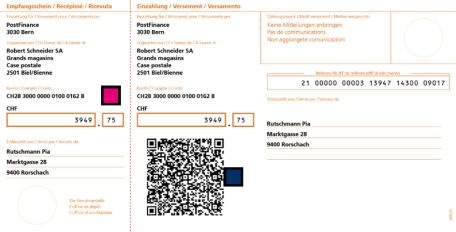 Empfangsschein / Récépissé / Ricevuta
Einzahlung für / Versement pour / Versamento per
PostFinance
3030 Bern
Zugunsten von / En faveur de / A favore di
Robert Schneider SA
Grands magasins
Case postale
2501 Biel/Bienne
Konto / Compte / Conto
CH28 3000 0000 0100 0162 B
CHF
3949 . 75
Einbezahlt von / Versé par / Versato da
Rutschmann Pia
Marktgasse 28
9400 Rorschach
Die Annahmestelle
L'office de dépôt
L'ufficio d'accettazione
Einzahlung / Versement / Versamento
Einzahlung für / Versement pour / Versamento per
PostFinance
3030 Bern
Zugunsten von / En faveur de / A favore di
Robert Schneider SA
Grands magasins
Case postale
2501 Biel/Bienne
Konto / Compte / Conto
CH28 3000 0000 0100 0162 B
CHF
3949 . 75
Zahlungszweck / Motif versement / Motivo versamento
Keine Mitteilungen anbringen
Pas de communications
Non aggiungete comunicazioni
21 00000 00003 13947 14300 09017
Einbezahlt von / Versé par / Versato da
Rutschmann Pia
Marktgasse 28
9400 Rorschach